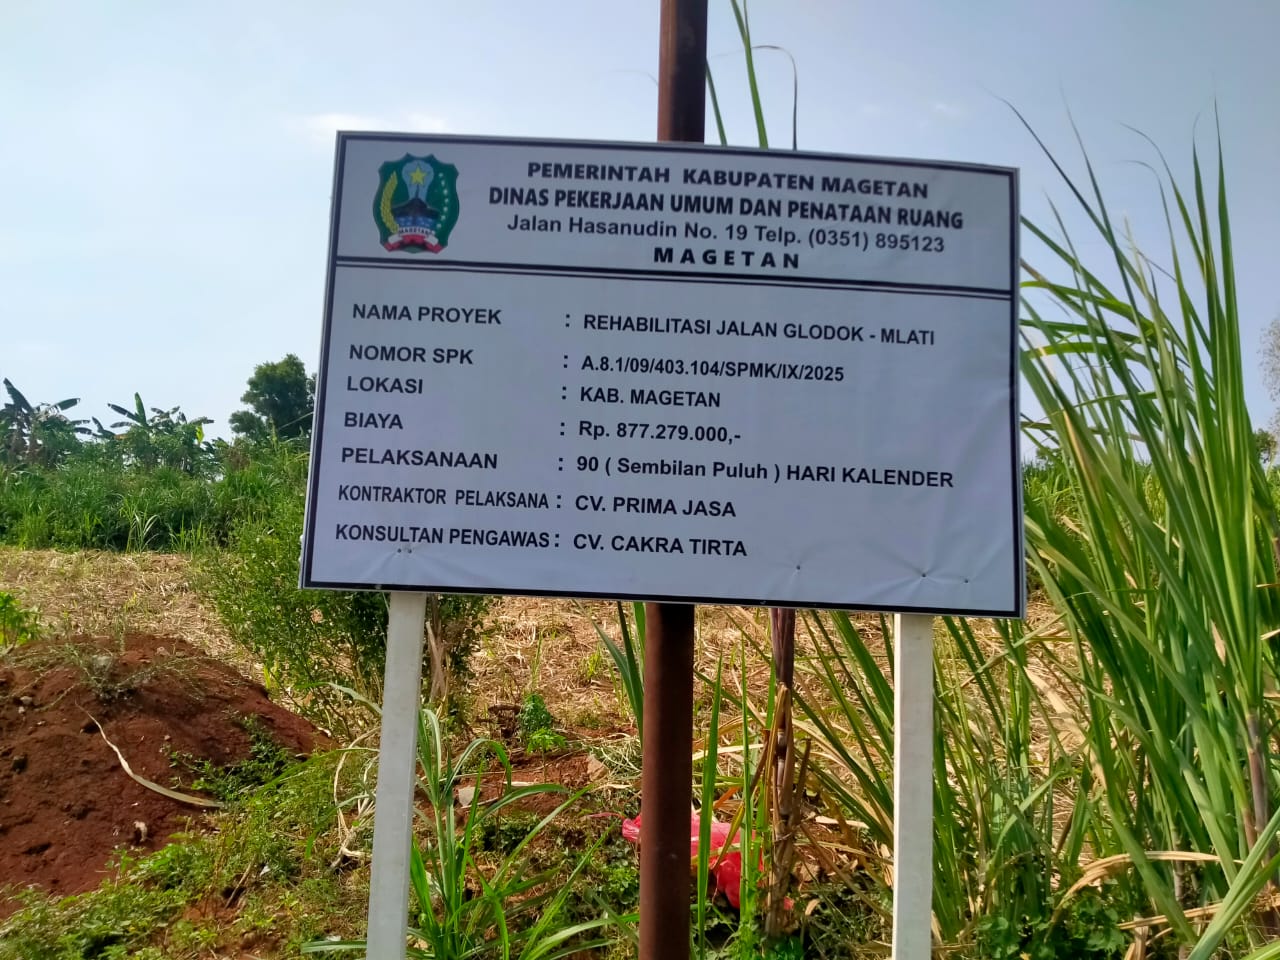 PEMERINTAH KABUPATEN MAGETAN
DINAS PEKERJAAN UMUM DAN PENATAAN RUANG
Jalan Hasanudin No. 19 Telp. (0351) 895123
MAGETAN
MAGETAN
NAMA PROYEK : REHABILITASI JALAN GLODOK - MLATI
NOMOR SPK : A.8.1/09/403.104/SPMK/IX/2025
LOKASI : KAB. MAGETAN
BIAYA : Rp. 877.279.000,-
PELAKSANAAN : 90 ( Sembilan Puluh ) HARI KALENDER
KONTRAKTOR PELAKSANA : CV. PRIMA JASA
KONSULTAN PENGAWAS : CV. CAKRA TIRTA